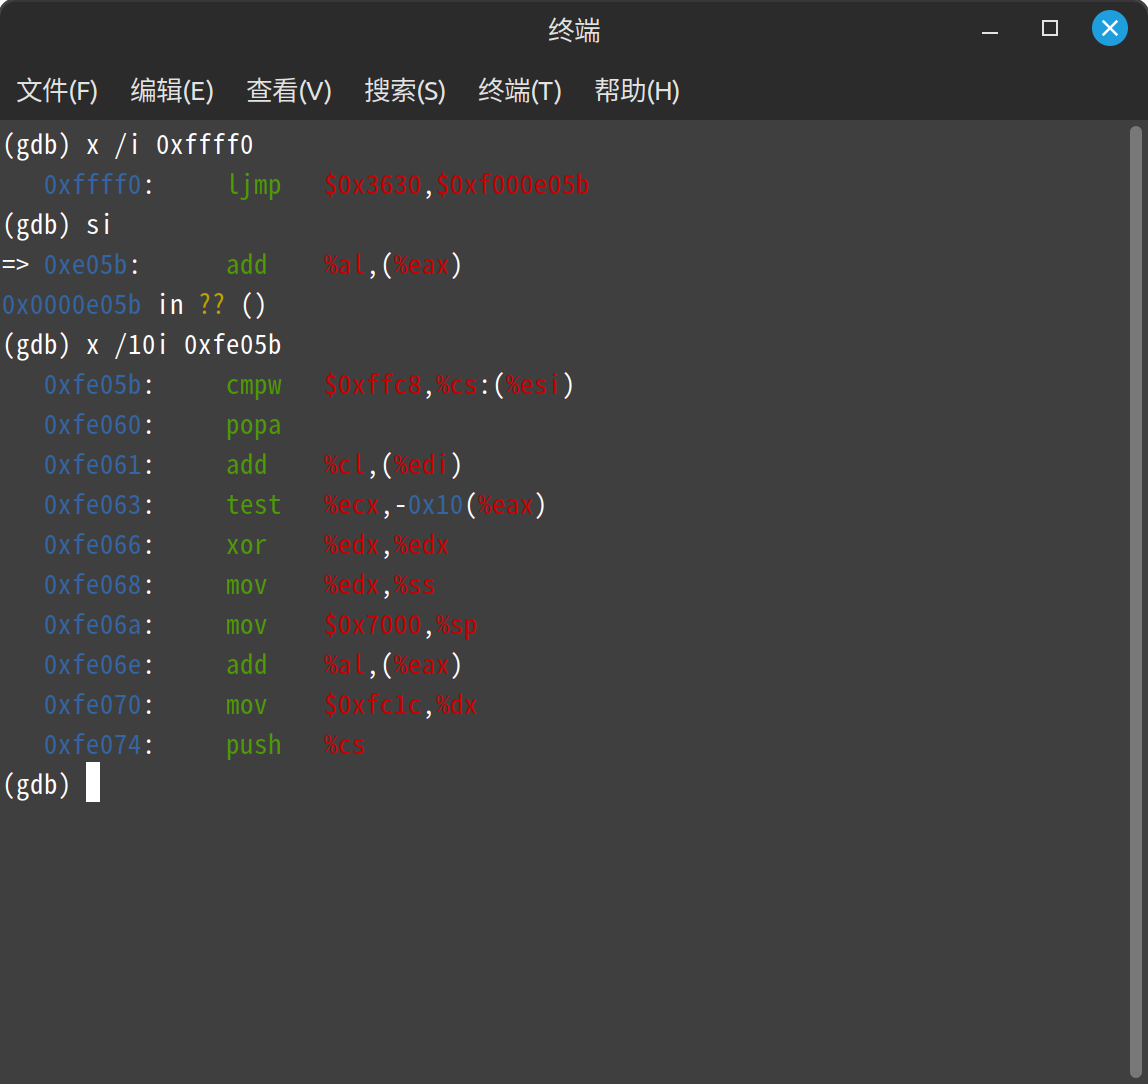 终端
文件(F) 编辑(E) 查看(V) 搜索(S) 终端(T) 帮助(H)
(gdb) x /i 0xffff0
   0xffff0:     ljmp   $0x3630,$0xf000e05b
(gdb) si
=> 0xe05b:      add    %al,(%eax)
0x0000e05b in ?? ()
(gdb) x /10i 0xfe05b
   0xfe05b:     cmpw   $0xffc8,%cs:(%esi)
   0xfe060:     popa
   0xfe061:     add    %cl,(%edi)
   0xfe063:     test   %ecx,-0x10(%eax)
   0xfe066:     xor    %edx,%edx
   0xfe068:     mov    %edx,%ss
   0xfe06a:     mov    $0x7000,%sp
   0xfe06e:     add    %al,(%eax)
   0xfe070:     mov    $0xfc1c,%dx
   0xfe074:     push   %cs
(gdb)